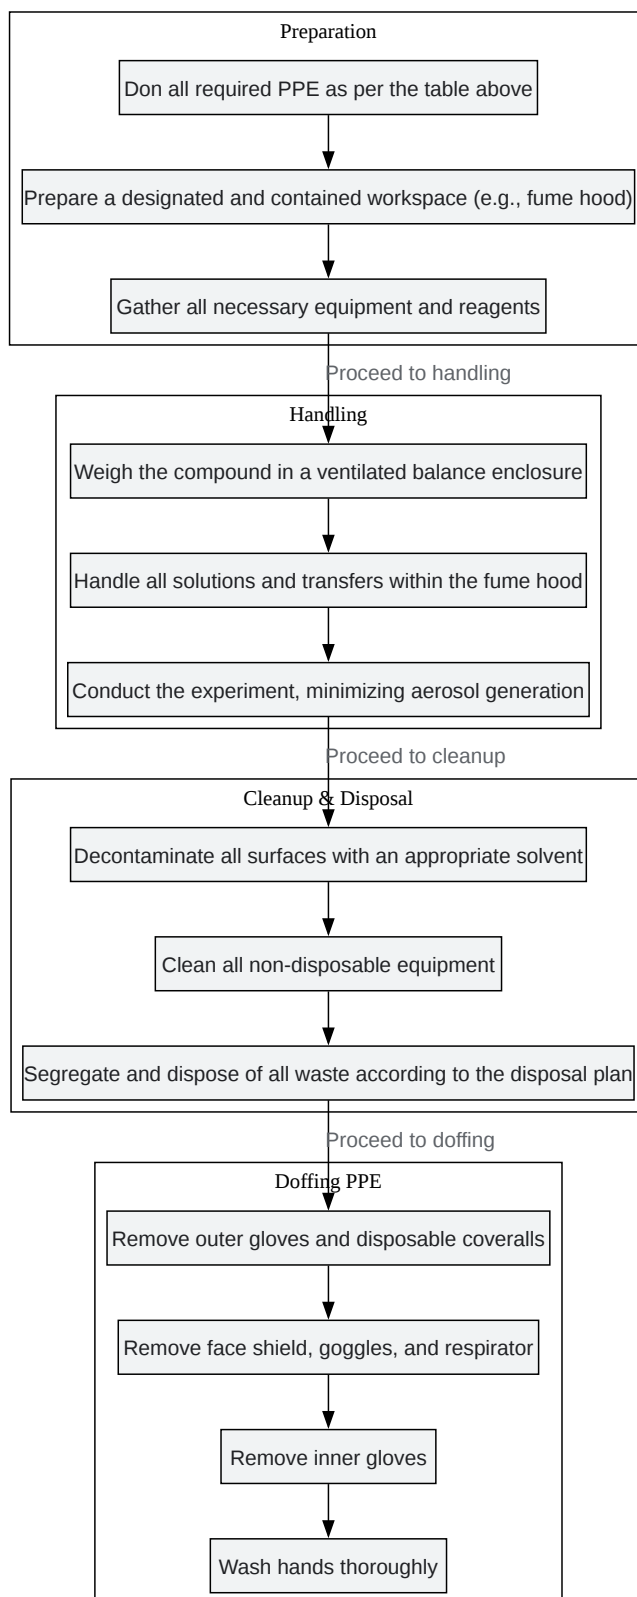 Preparation
Don all required PPE as per the table above
Prepare a designated and contained workspace (e.g., fume hood)
Gather all necessary equipment and reagents
Proceed to handling
Handling
Weigh the compound in a ventilated balance enclosure
Handle all solutions and transfers within the fume hood
Conduct the experiment, minimizing aerosol generation
Proceed to cleanup
Cleanup & Disposal
Decontaminate all surfaces with an appropriate solvent
Clean all non-disposable equipment
Segregate and dispose of all waste according to the disposal plan
Proceed to doffing
Doffing PPE
Remove outer gloves and disposable coveralls
Remove face shield, goggles, and respirator
Remove inner gloves
Wash hands thoroughly